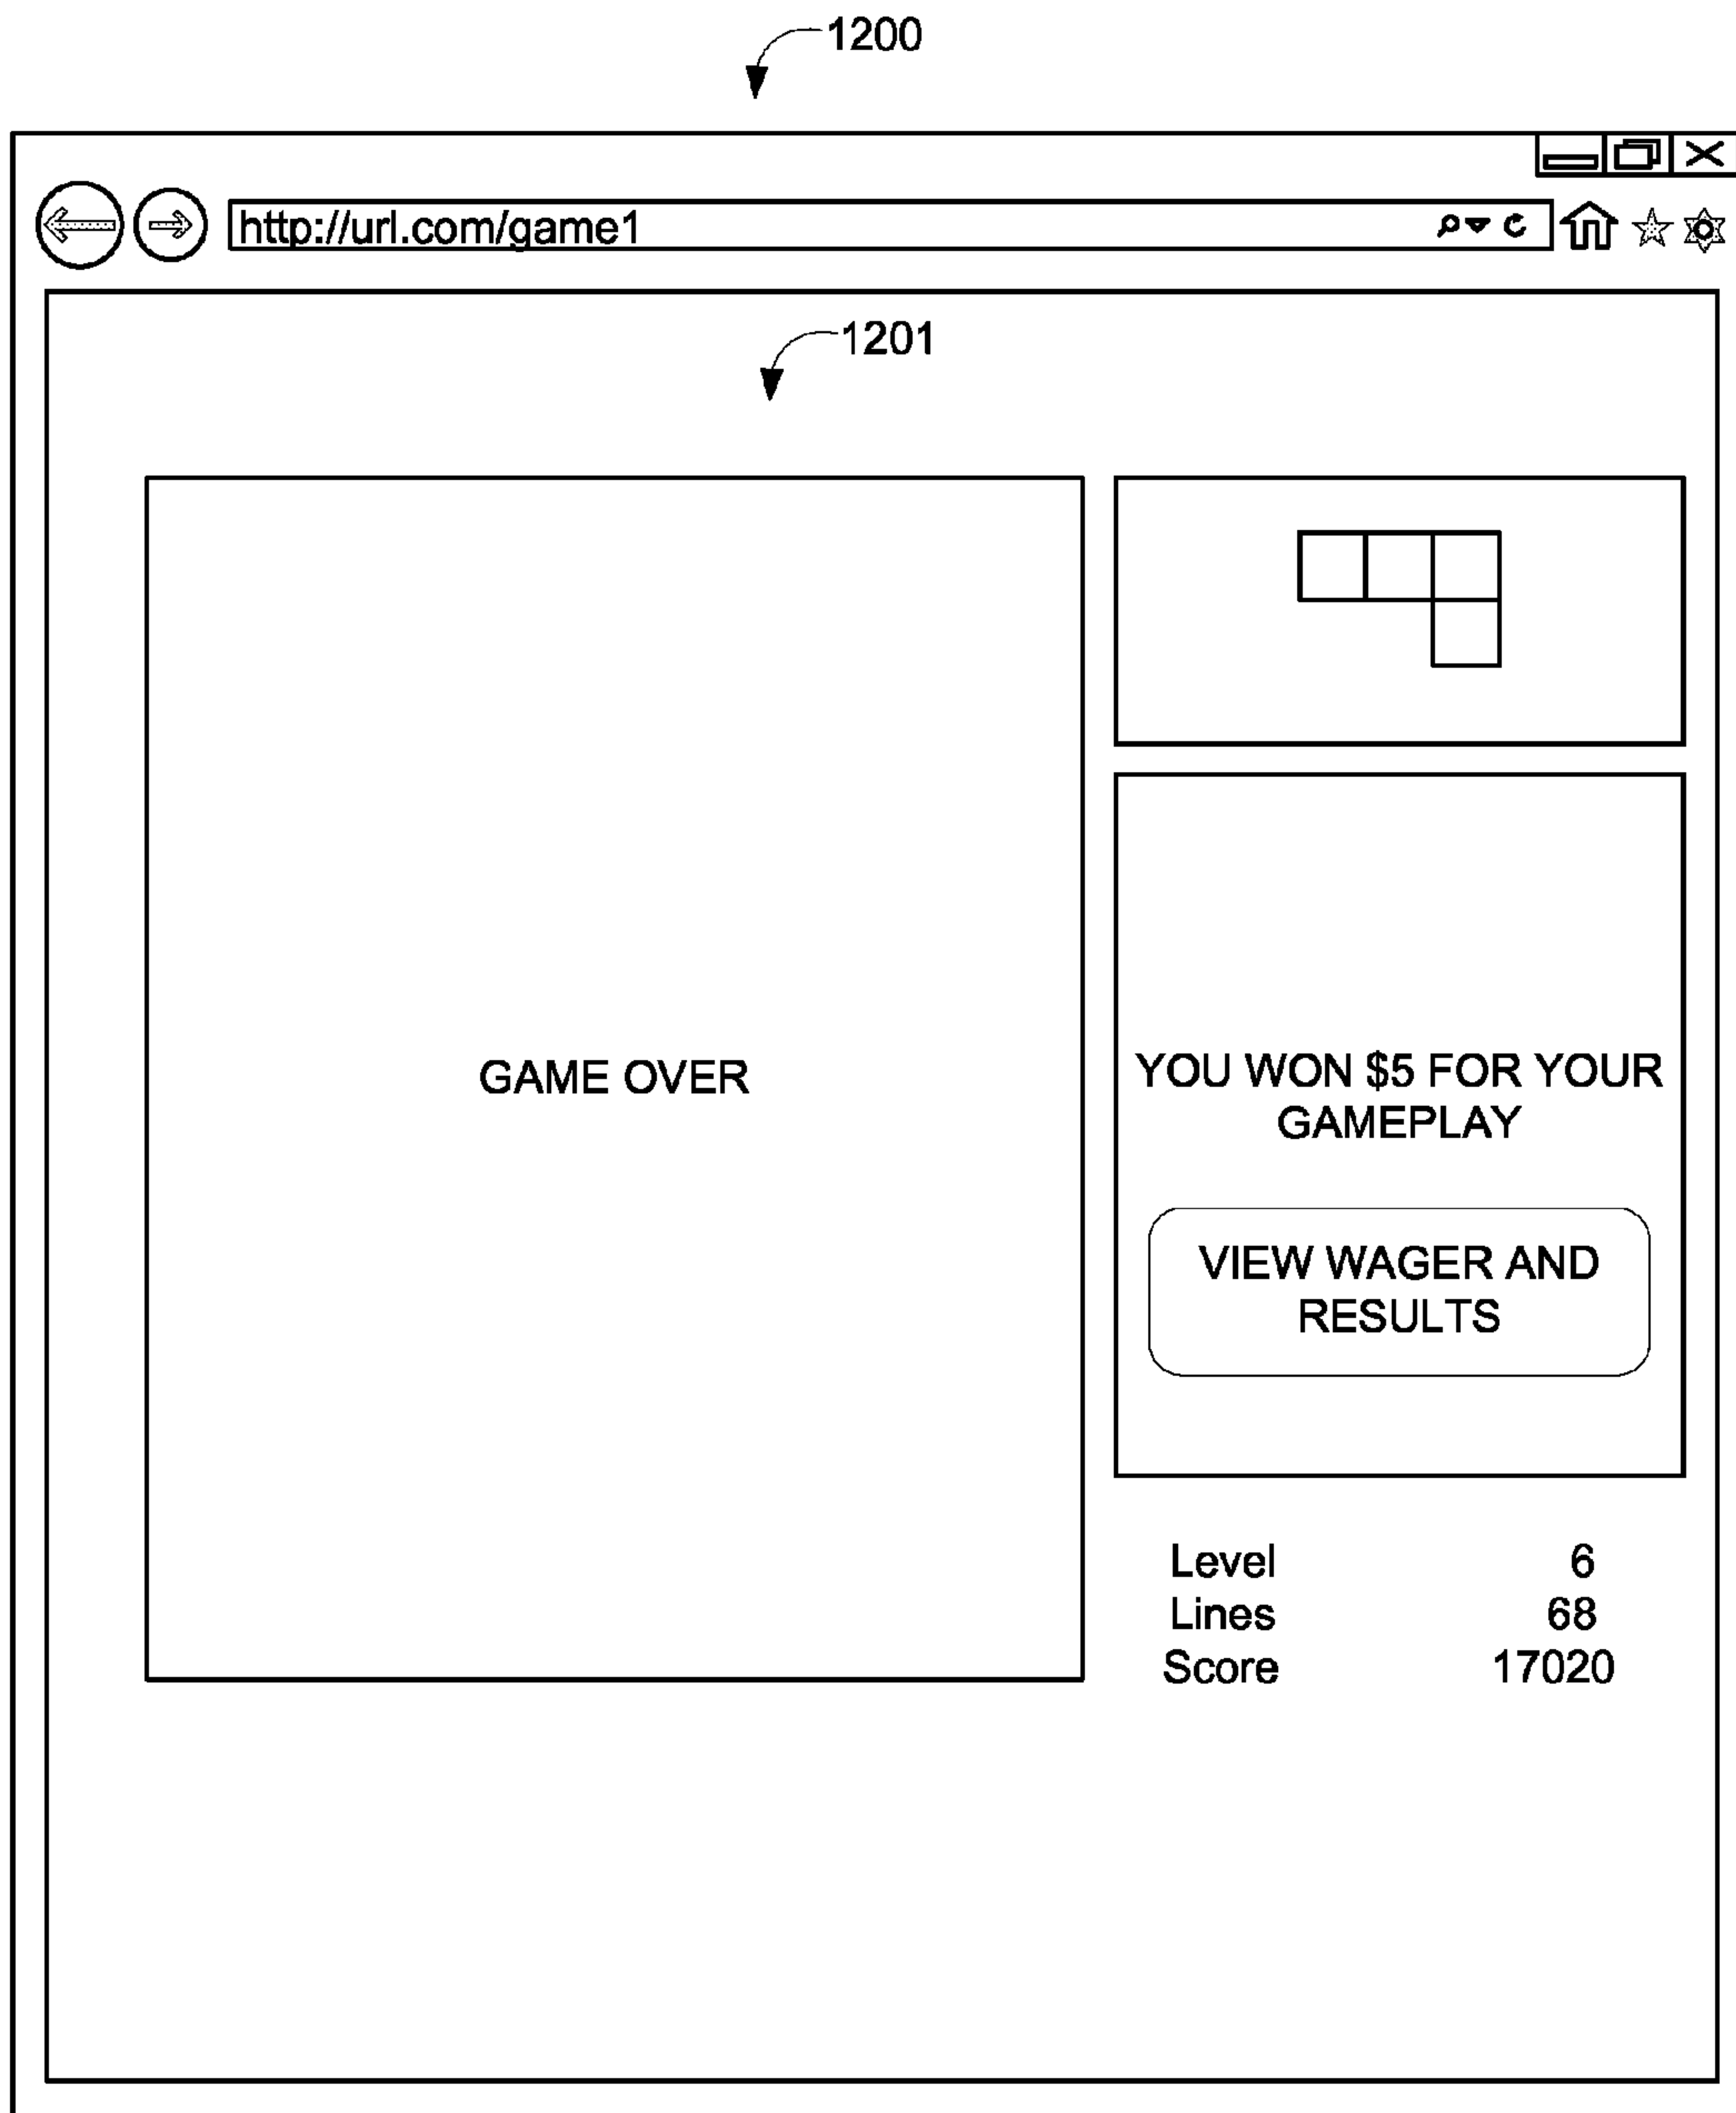 1200
http://url.com/game1
1201
GAME OVER
YOU WON $5 FOR YOUR
GAMEPLAY
VIEW WAGER AND
RESULTS
Level 6
Lines 68
Score 17020